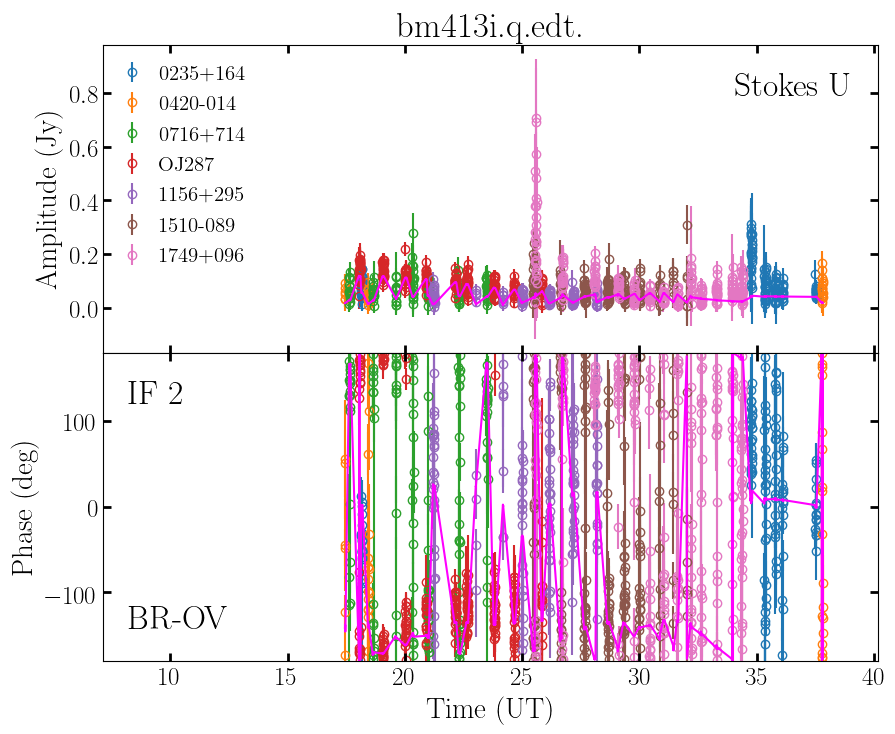 bm413i.q.edt.
Stokes U
0235+164
0420-014
0716+714
OJ287
1156+295
1510-089
1749+096
Amplitude (Jy)
0.8
0.6
0.4
0.2
0.0
IF 2
BR-OV
Phase (deg)
100
0
−100
10 15 20 25 30 35 40
Time (UT)